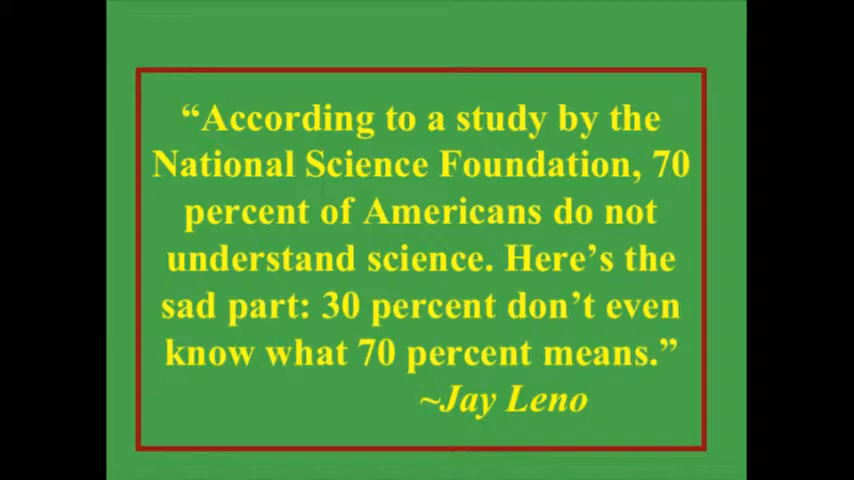 “According to a study by the
National Science Foundation, 70
percent of Americans do not
understand science. Here’s the
sad part: 30 percent don’t even
know what 70 percent means.”
~Jay Leno